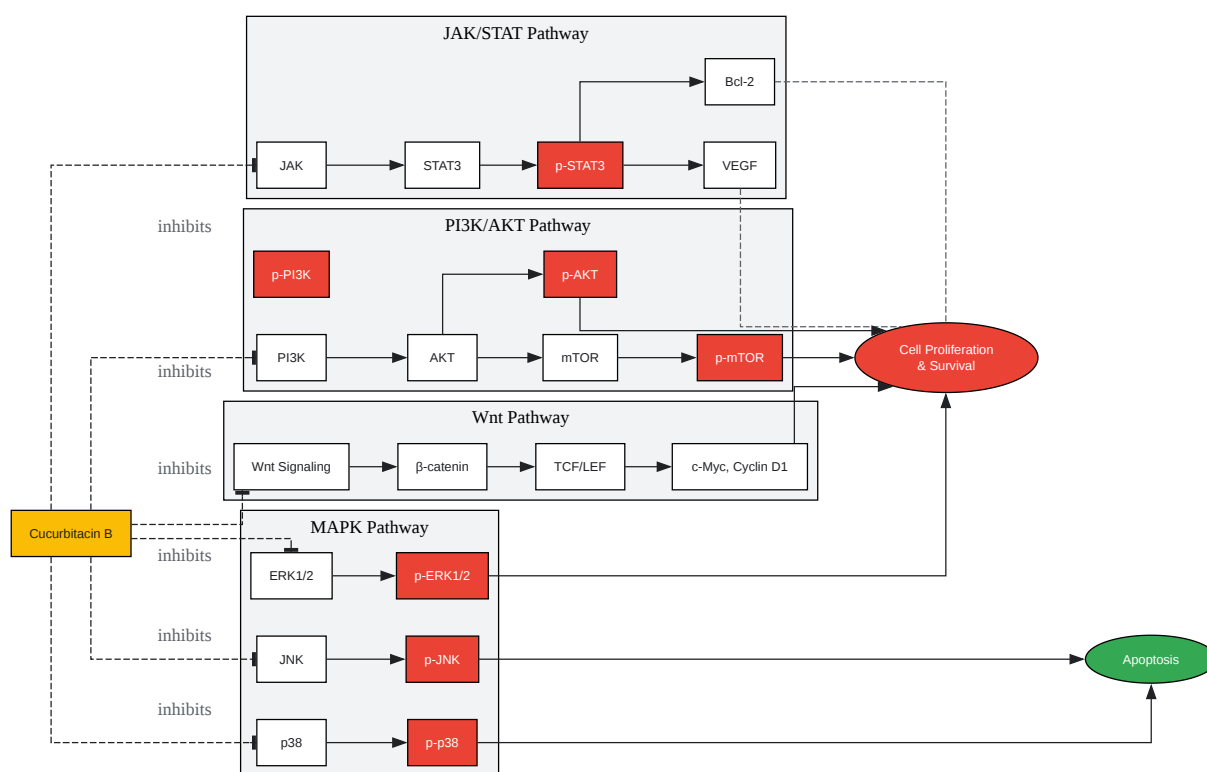 JAK/STAT Pathway
Bcl-2
JAK
STAT3
p-STAT3
VEGF
inhibits
PI3K/AKT Pathway
p-PI3K
p-AKT
PI3K
AKT
mTOR
p-mTOR
Cell Proliferation
& Survival
inhibits
Wnt Pathway
Wnt Signaling
β-catenin
TCF/LEF
c-Myc, Cyclin D1
inhibits
Cucurbitacin B
MAPK Pathway
inhibits
ERK1/2
p-ERK1/2
inhibits
JNK
p-JNK
Apoptosis
inhibits
p38
p-p38